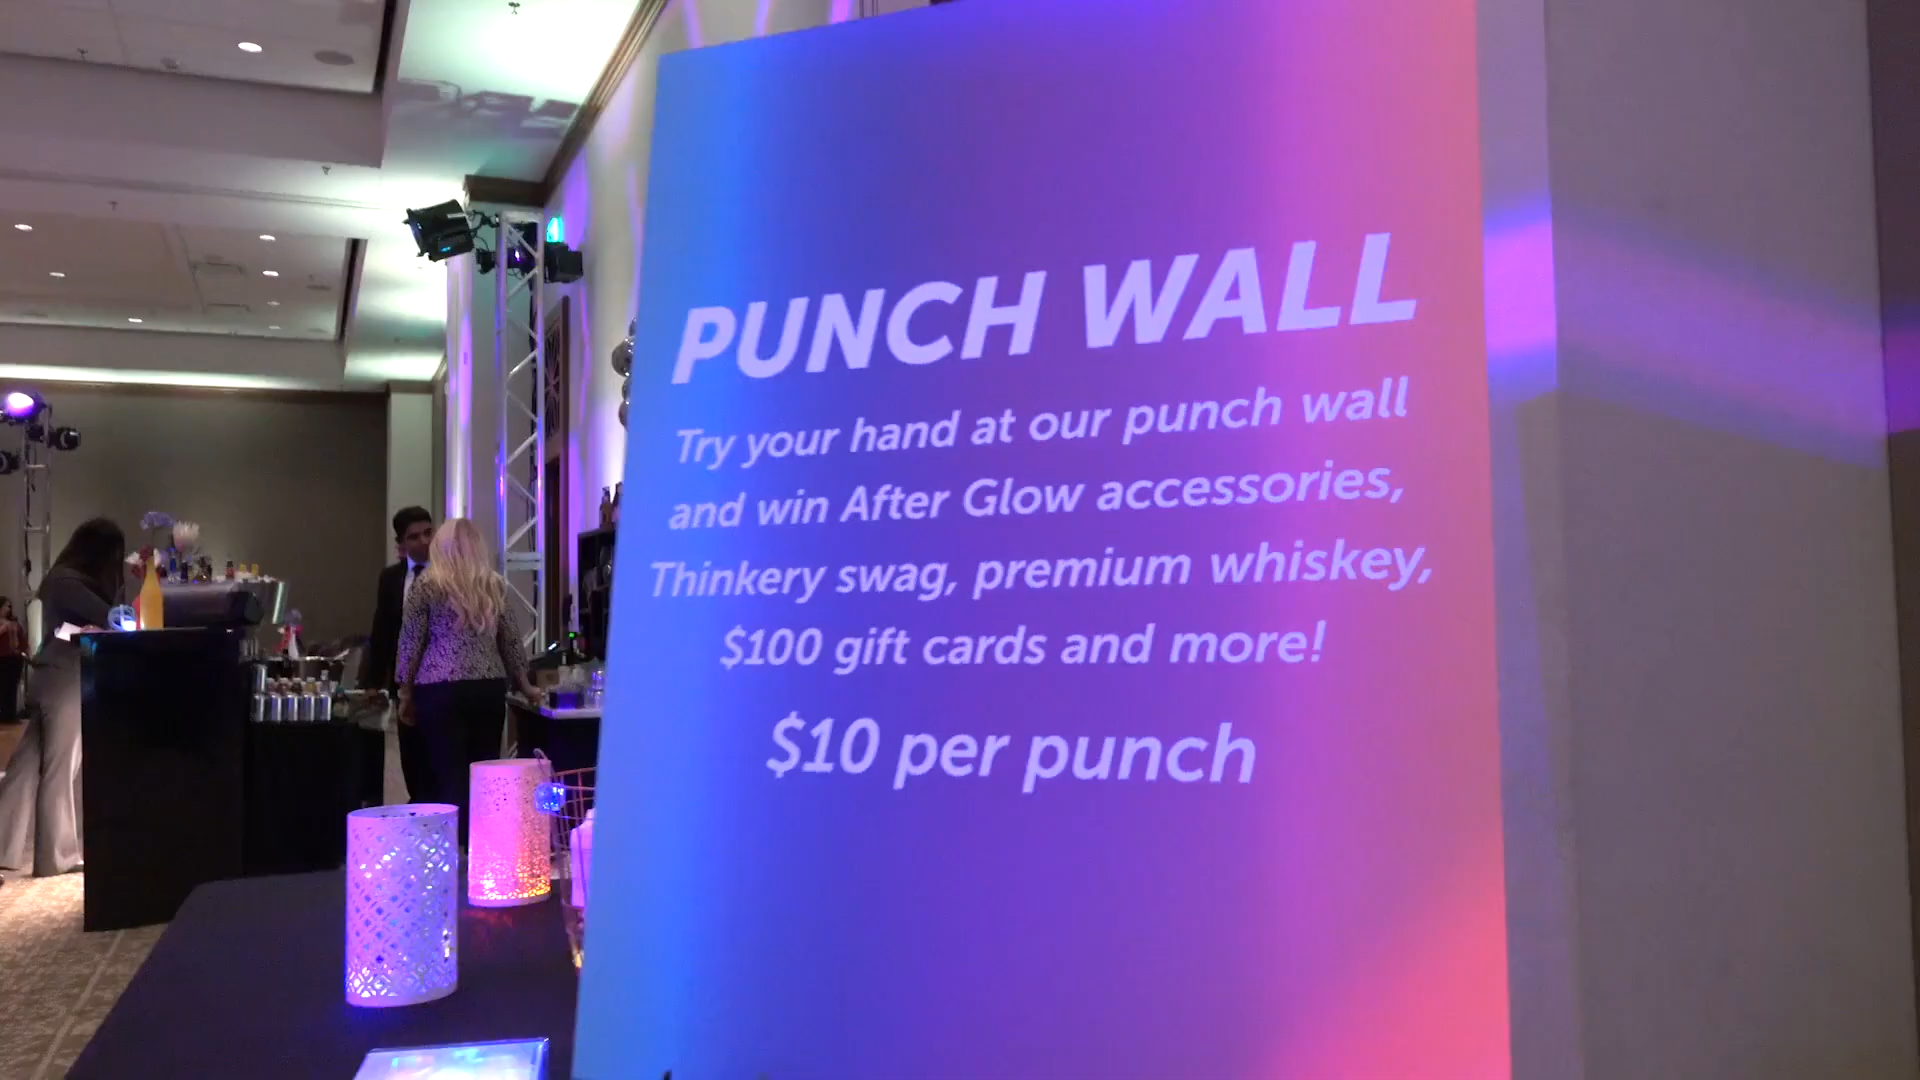 PUNCH WALL
Try your hand at our punch wall
and win After Glow accessories,
Thinkery swag, premium whiskey,
$100 gift cards and more!
$10 per punch